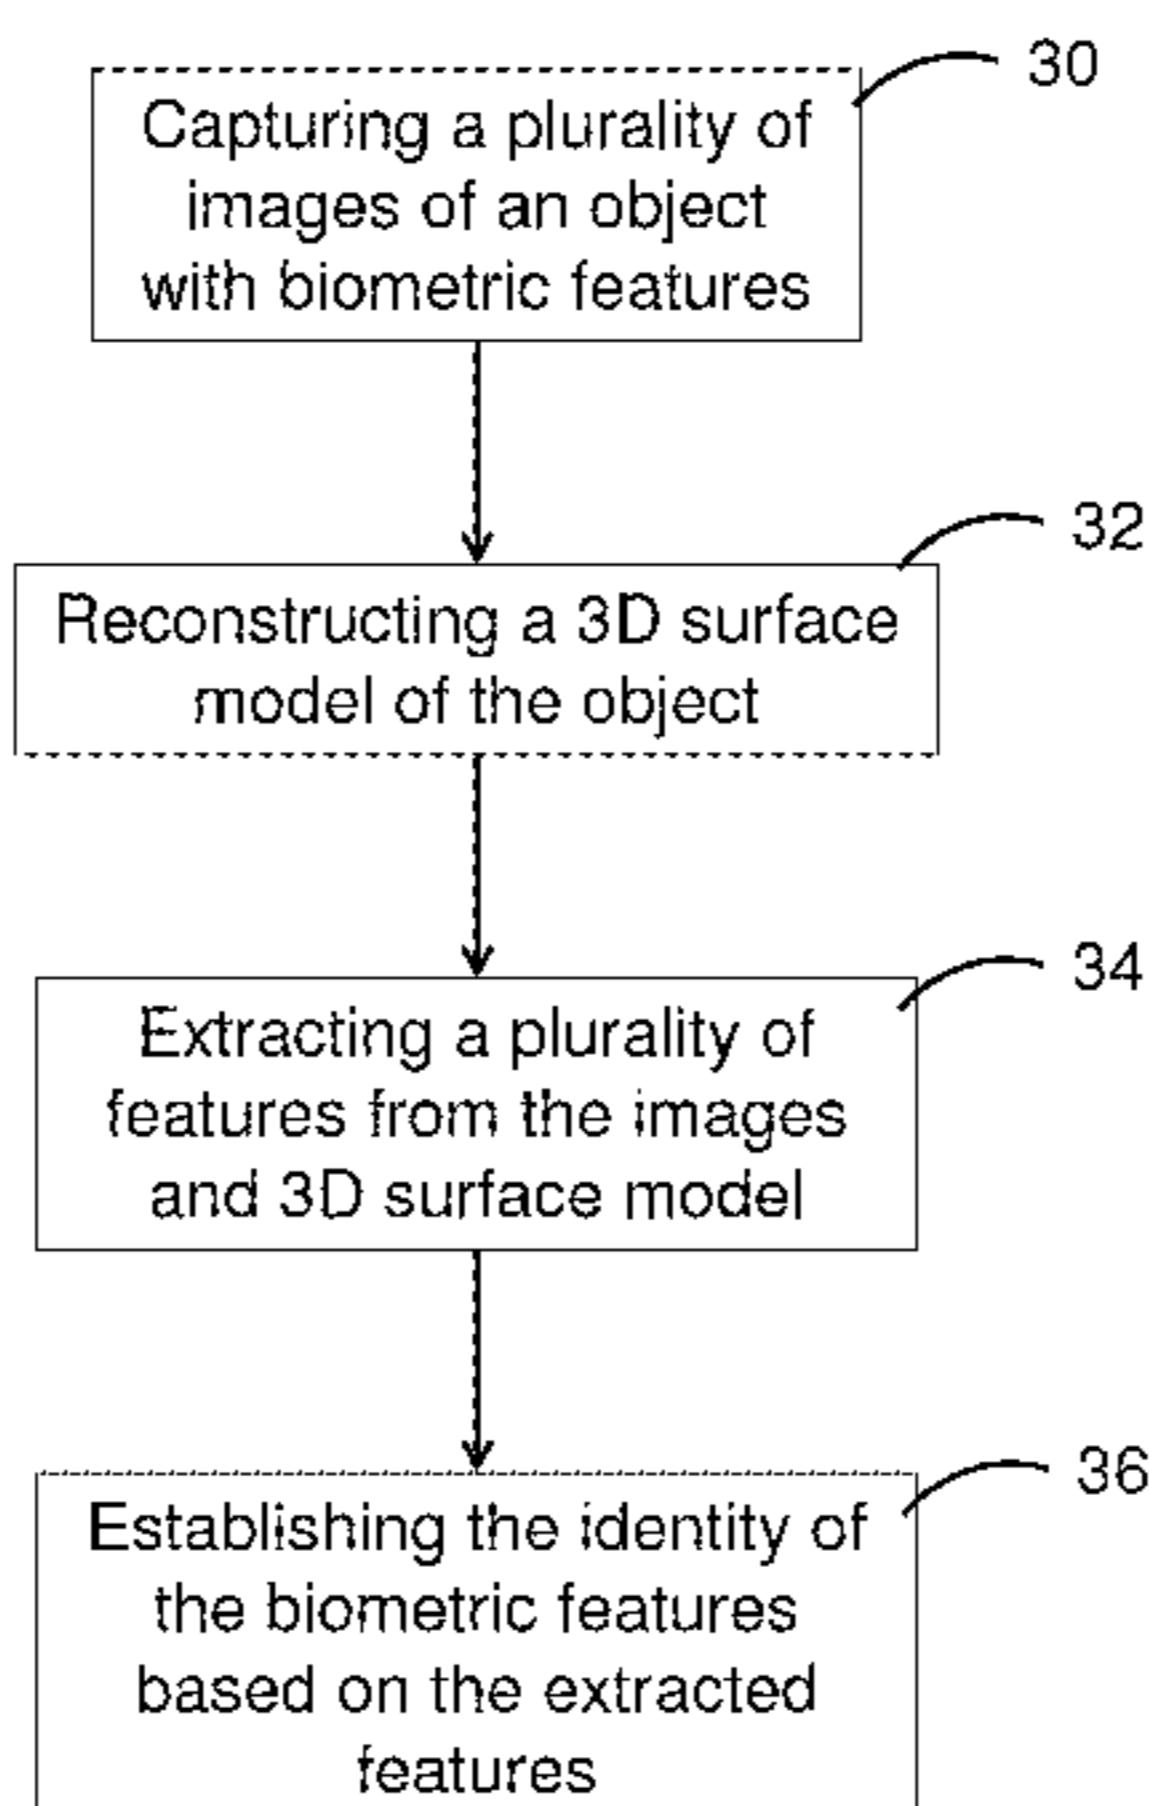 30
Capturing a plurality of
images of an object
with biometric features
32
Reconstructing a 3D surface
model of the object
34
Extracting a plurality of
features from the images
and 3D surface model
36
Establishing the identity of
the biometric features
based on the extracted
features